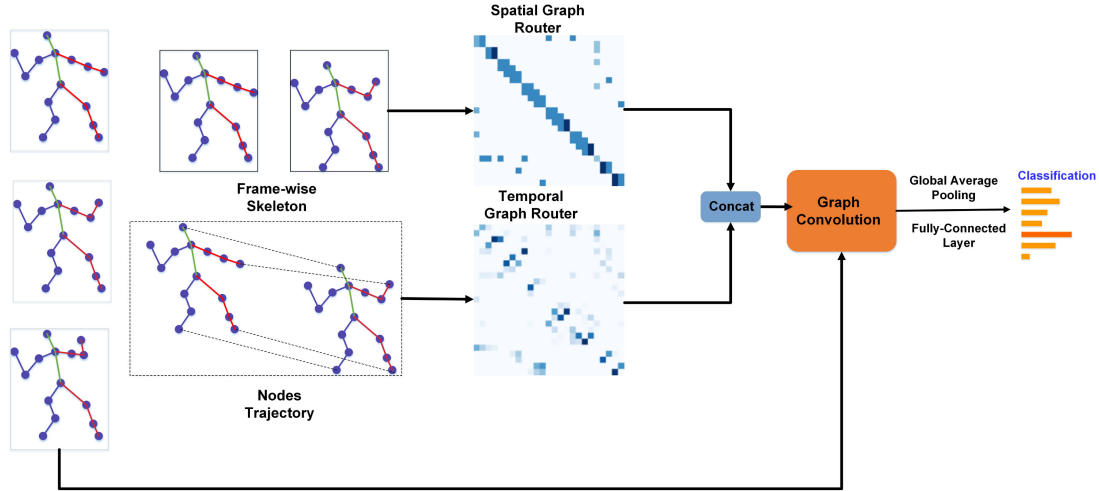 Spatial Graph
Router
Frame-wise
Skeleton
Temporal
Graph Router
Nodes
Trajectory
Concat
Graph
Convolution
Global Average
Pooling
Fully-Connected
Layer
Classification